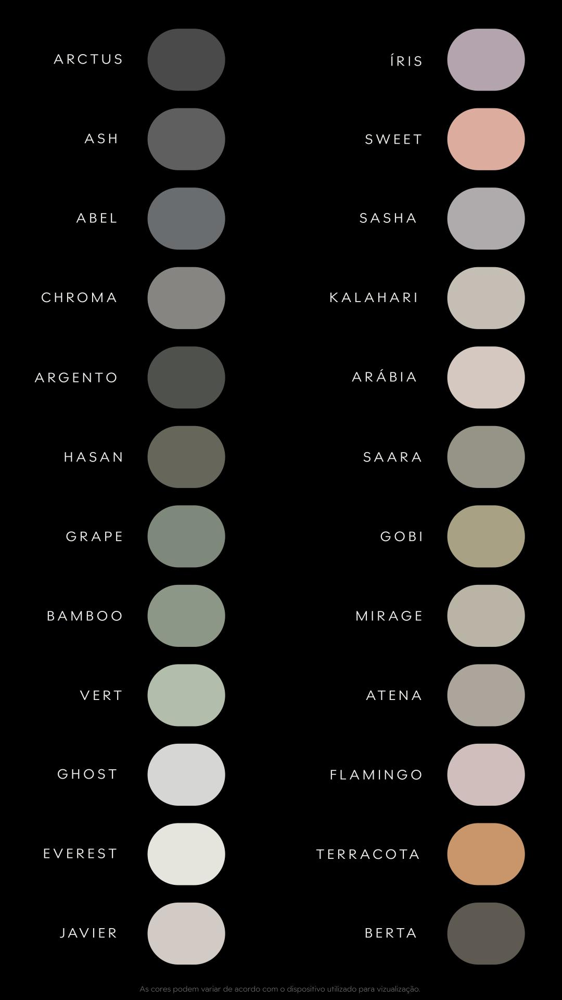 ARCTUS
ASH
ABEL
CHROMA
ARGENTO
HASAN
GRAPE
BAMBOO
VERT
GHOST
EVEREST
JAVIER
ÍRIS
SWEET
SASHA
KALAHARI
ARÁBIA
SAARA
GOBI
MIRAGE
ATENA
FLAMINGO
TERRACOTA
BERTA
As cores podem variar de acordo com o dispositivo utilizado para vizualização.